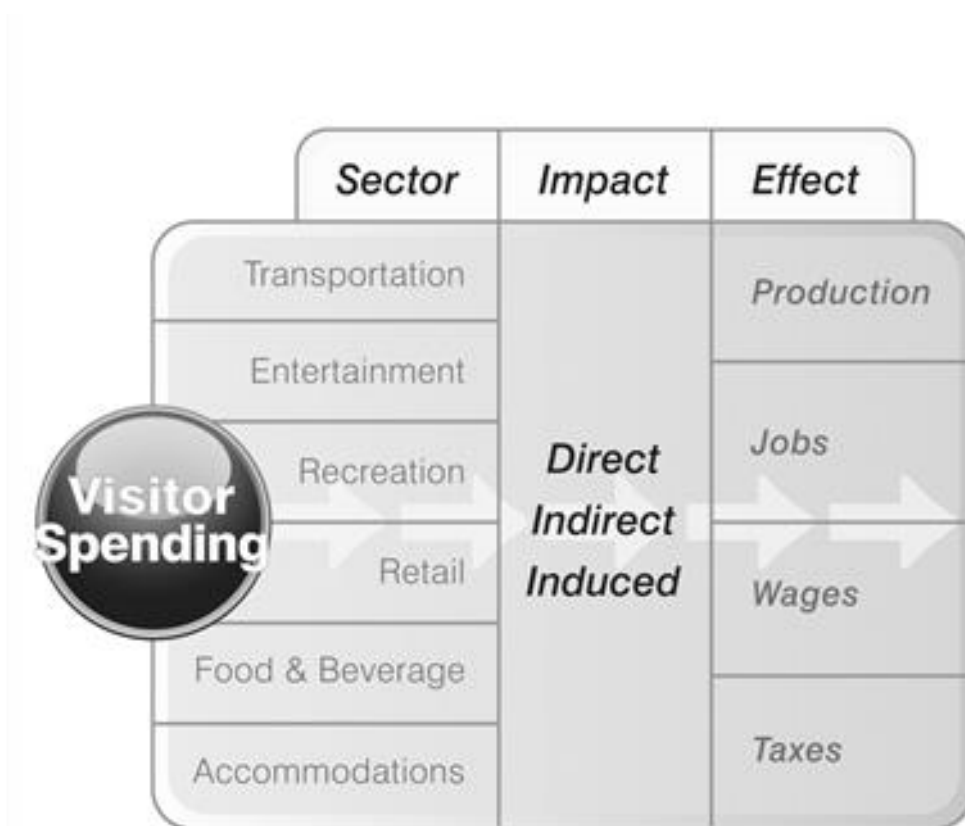 Sector Impact Effect
Transportation
Entertainment
Recreation
Retail
Food & Beverage
Accommodations
Visitor
Spending
Direct
Indirect
Induced
Production
Jobs
Wages
Taxes